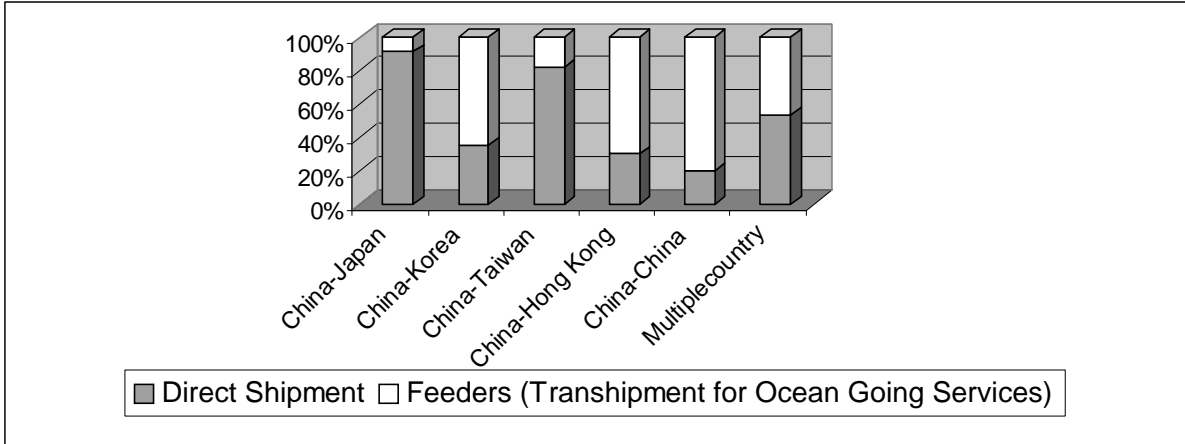 100%
80%
60%
40%
20%
0%
China-Japan
China-Korea
China-Taiwan
China-Hong Kong
China-China
Multiplecountry
Direct Shipment
Feeders (Transhipment for Ocean Going Services)